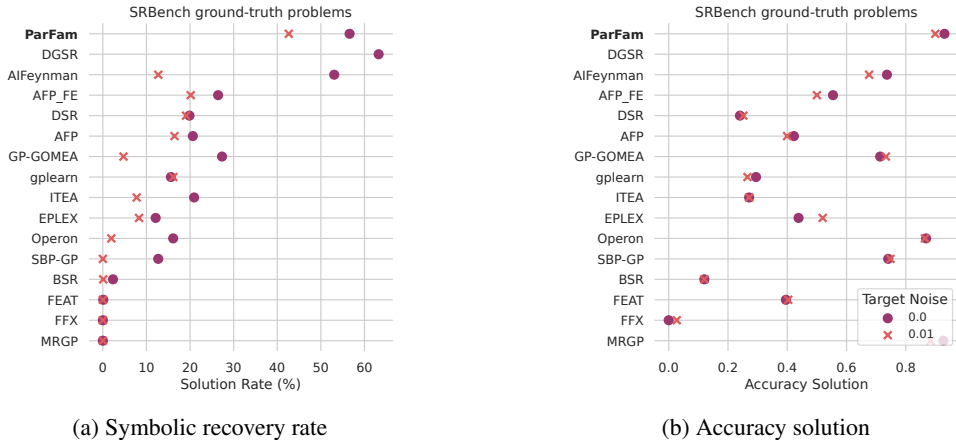 SRBench ground-truth problems
ParFam
DGSR
AIFeynman
AFP_FE
DSR
AFP
GP-GOMEA
gplearn
ITEA
EPLEX
Operon
SBP-GP
BSR
FEAT
FFX
MRGP
0 10 20 30 40 50 60
Solution Rate (%)
(a) Symbolic recovery rate
SRBench ground-truth problems
ParFam
DGSR
AIFeynman
AFP_FE
DSR
AFP
GP-GOMEA
gplearn
ITEA
EPLEX
Operon
SBP-GP
BSR
FEAT
FFX
MRGP
Target Noise
0.0
0.01
0.0 0.2 0.4 0.6 0.8
Accuracy Solution
(b) Accuracy solution